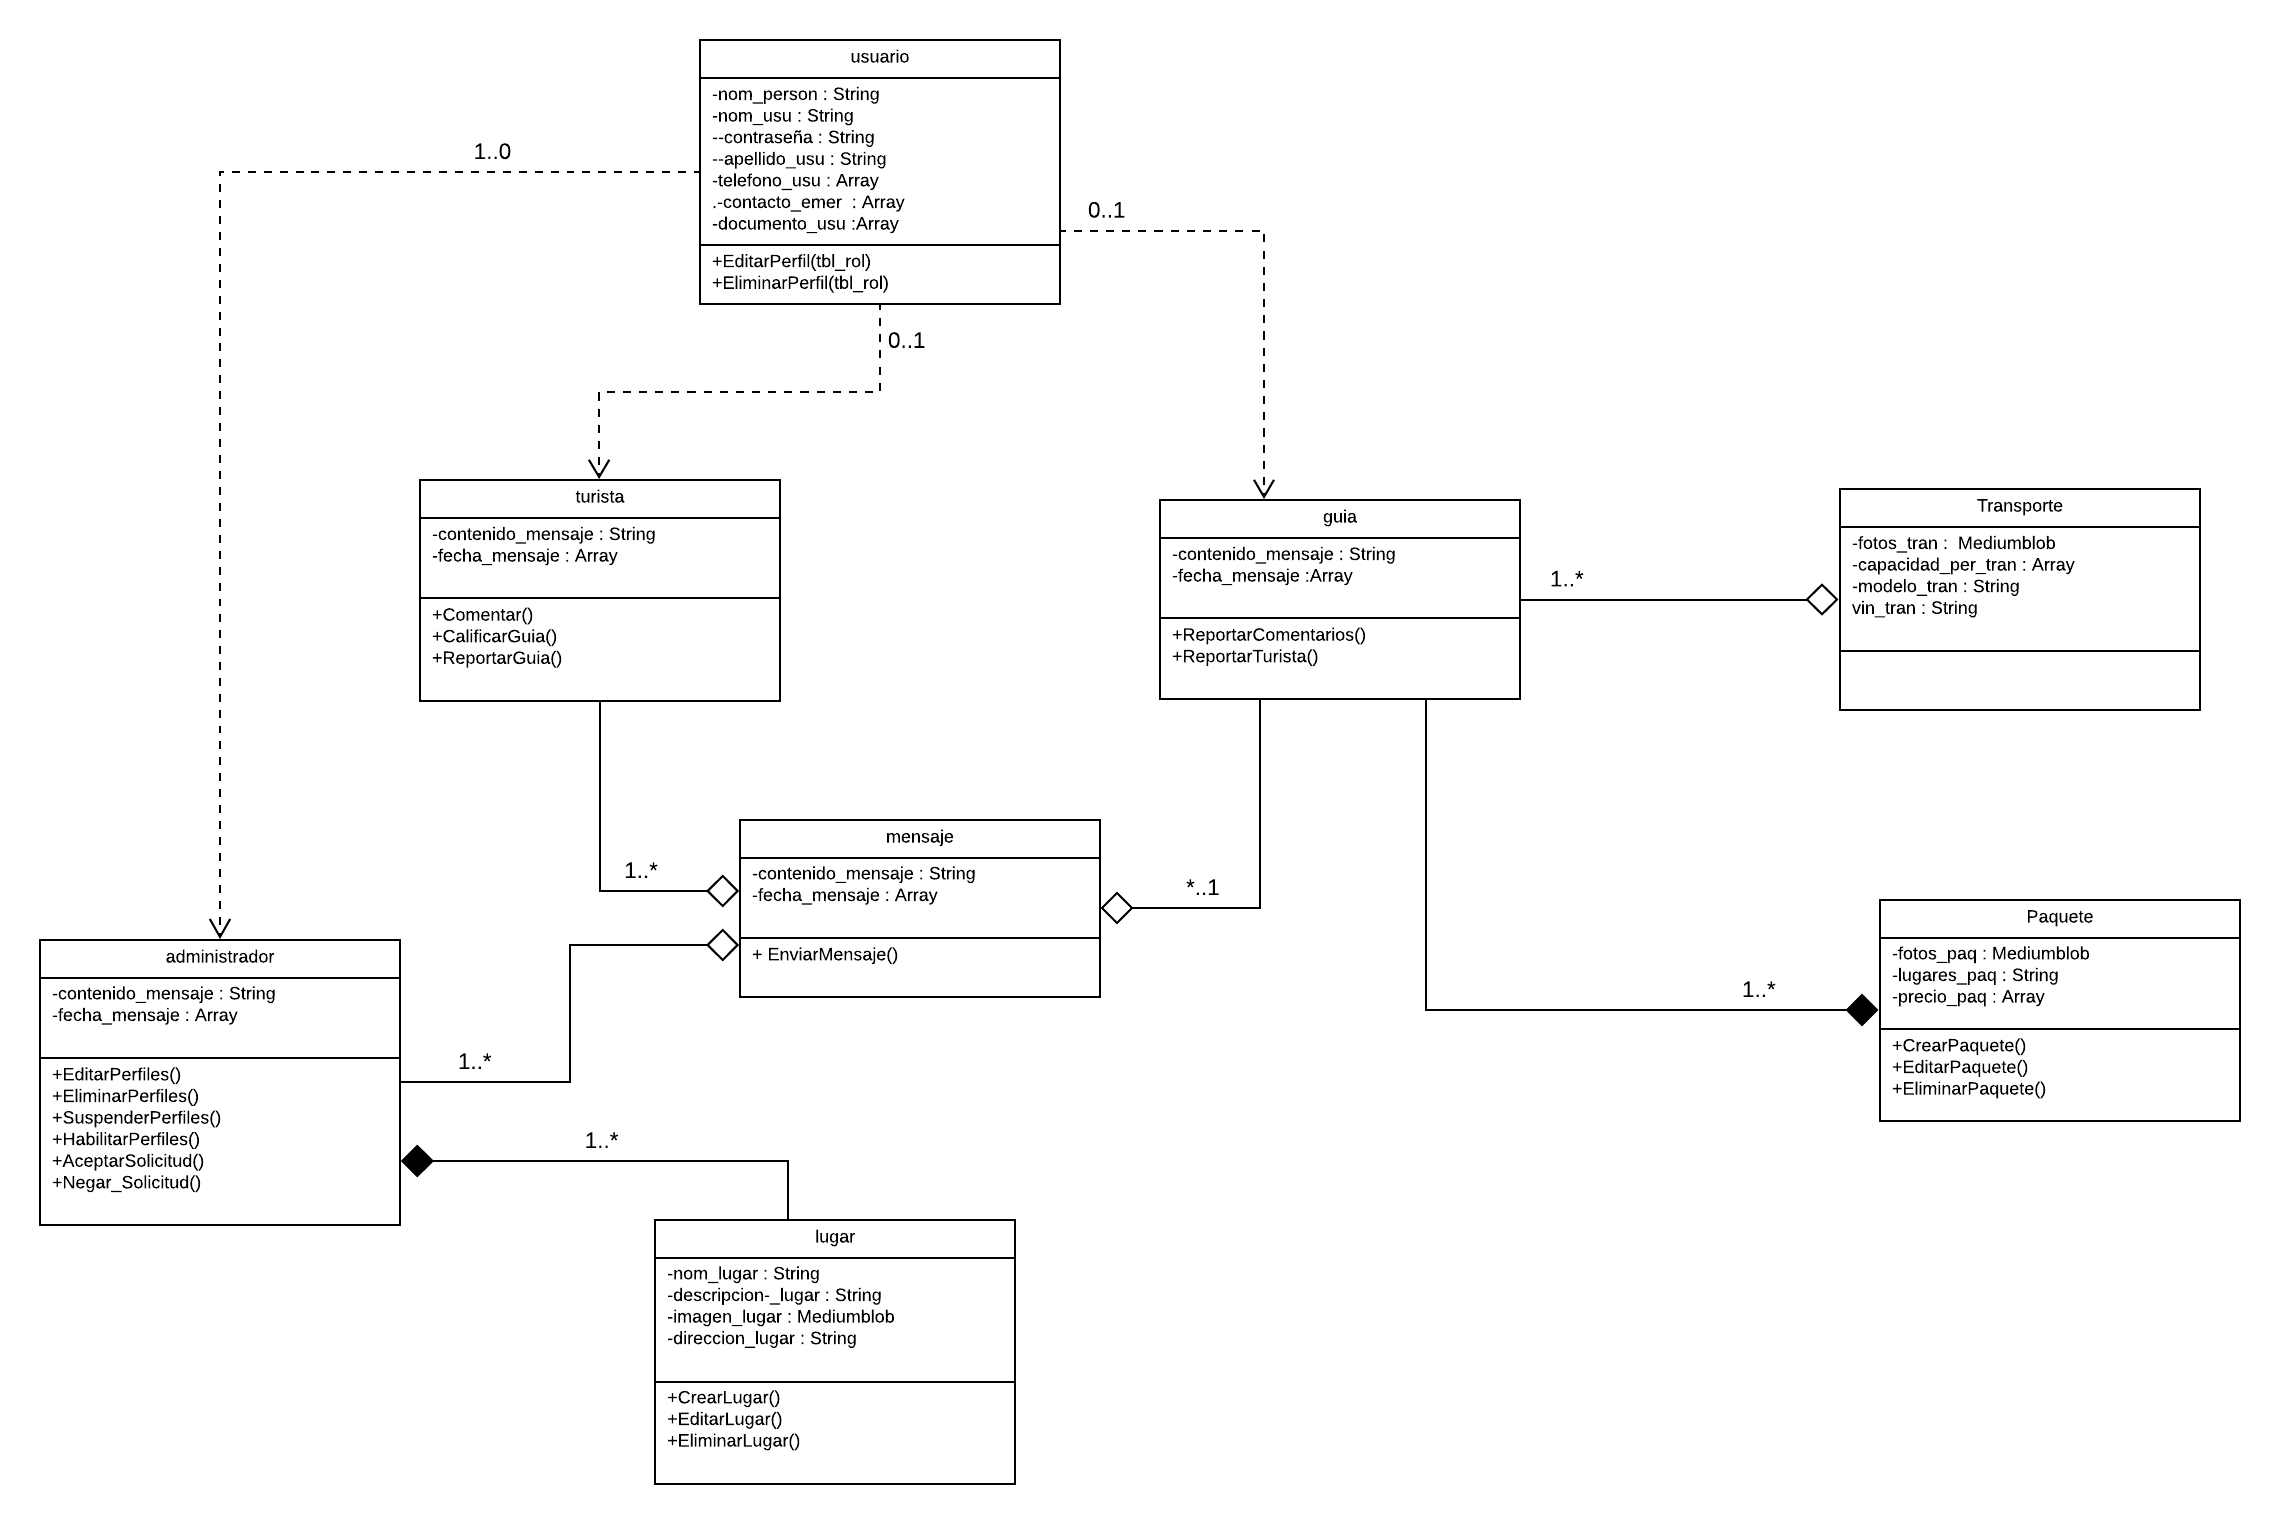 usuario
-nom_person : String
-nom_usu : String
--contraseña : String
--apellido_usu : String
-telefono_usu : Array
.-contacto_emer  : Array
-documento_usu :Array
+EditarPerfil(tbl_rol)
+EliminarPerfil(tbl_rol)
1..0
0..1
0..1
turista
-contenido_mensaje : String
-fecha_mensaje : Array
+Comentar()
+CalificarGuia()
+ReportarGuia()
guia
-contenido_mensaje : String
-fecha_mensaje :Array
+ReportarComentarios()
+ReportarTurista()
1..*
Transporte
-fotos_tran :  Mediumblob
-capacidad_per_tran : Array
-modelo_tran : String
vin_tran : String
1..*
mensaje
-contenido_mensaje : String
-fecha_mensaje : Array
+ EnviarMensaje()
*..1
1..*
Paquete
-fotos_paq : Mediumblob
-lugares_paq : String
-precio_paq : Array
+CrearPaquete()
+EditarPaquete()
+EliminarPaquete()
administrador
-contenido_mensaje : String
-fecha_mensaje : Array
+EditarPerfiles()
+EliminarPerfiles()
+SuspenderPerfiles()
+HabilitarPerfiles()
+AceptarSolicitud()
+Negar_Solicitud()
1..*
1..*
lugar
-nom_lugar : String
-descripcion-_lugar : String
-imagen_lugar : Mediumblob
-direccion_lugar : String
+CrearLugar()
+EditarLugar()
+EliminarLugar()